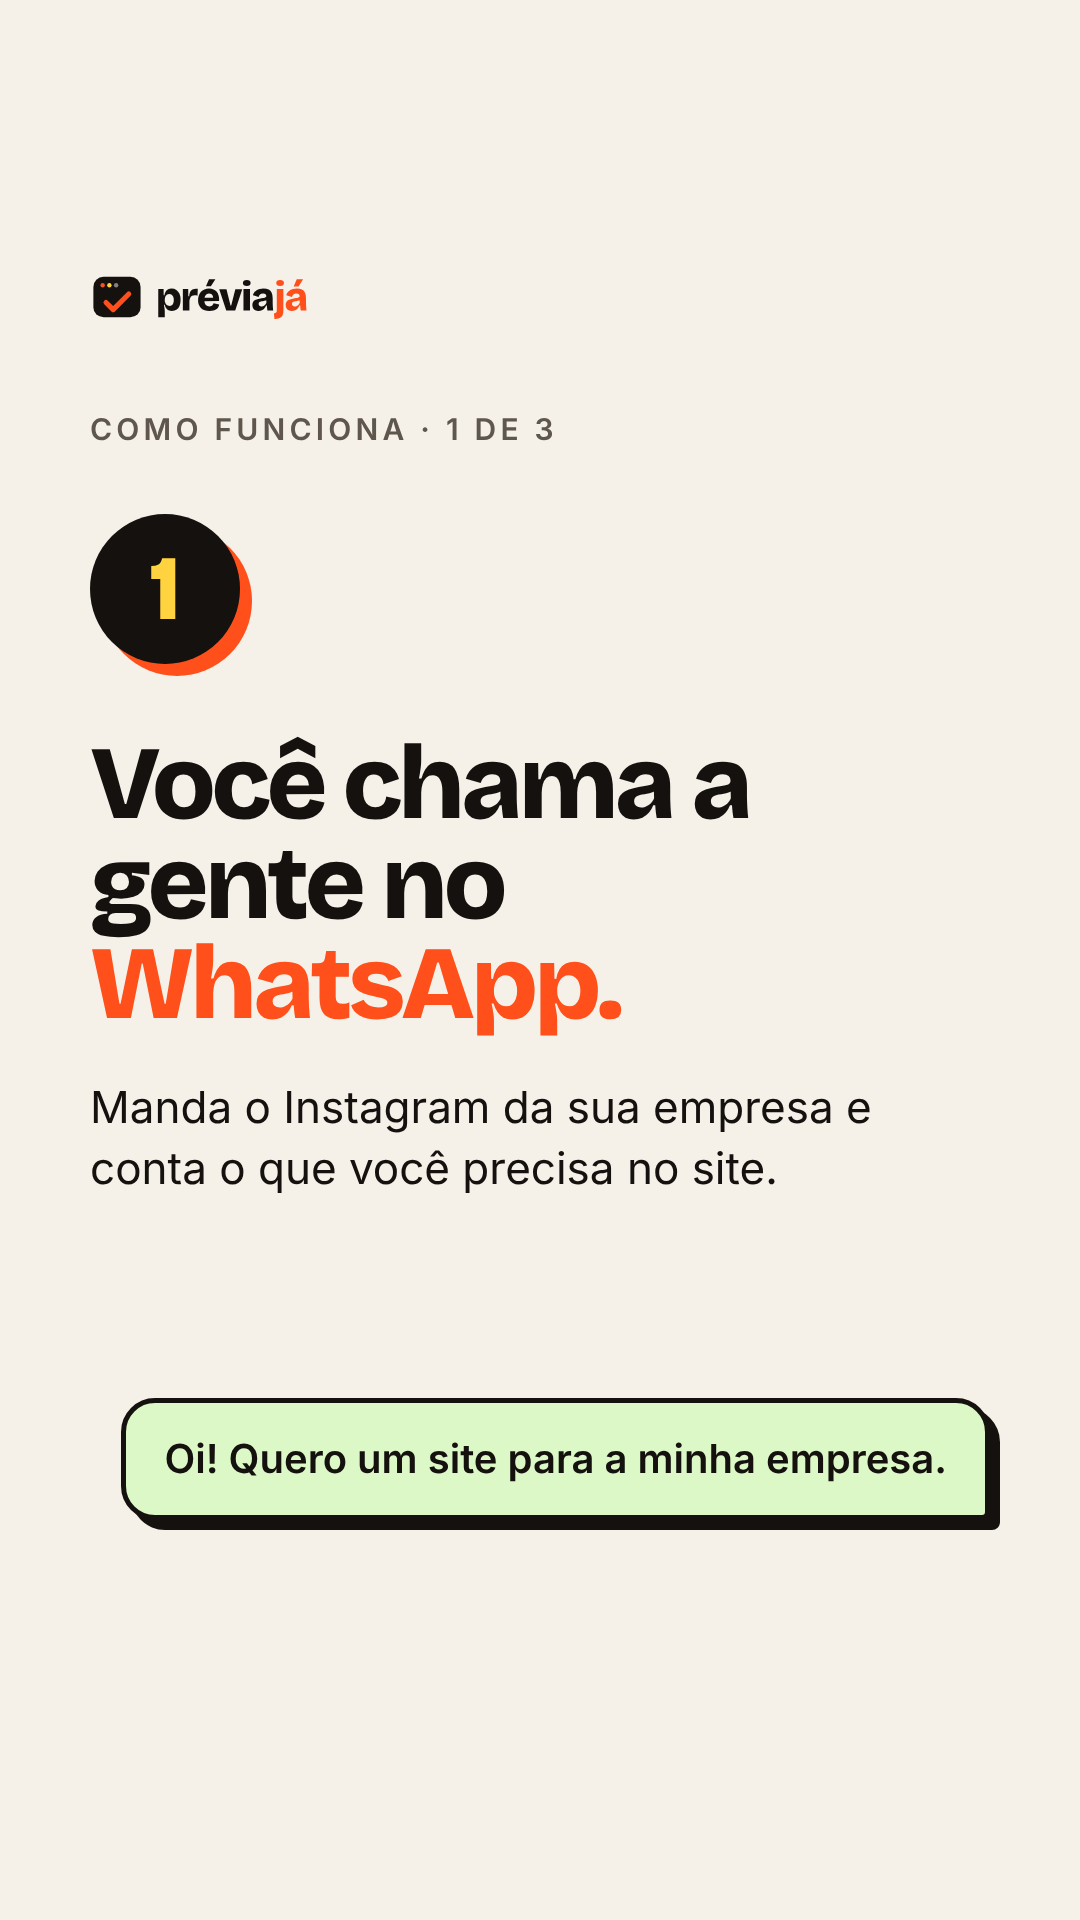 préviajá
COMO FUNCIONA · 1 DE 3
1
Você chama a
gente no
WhatsApp.
Manda o Instagram da sua empresa e
conta o que você precisa no site.
Oi! Quero um site para a minha empresa.